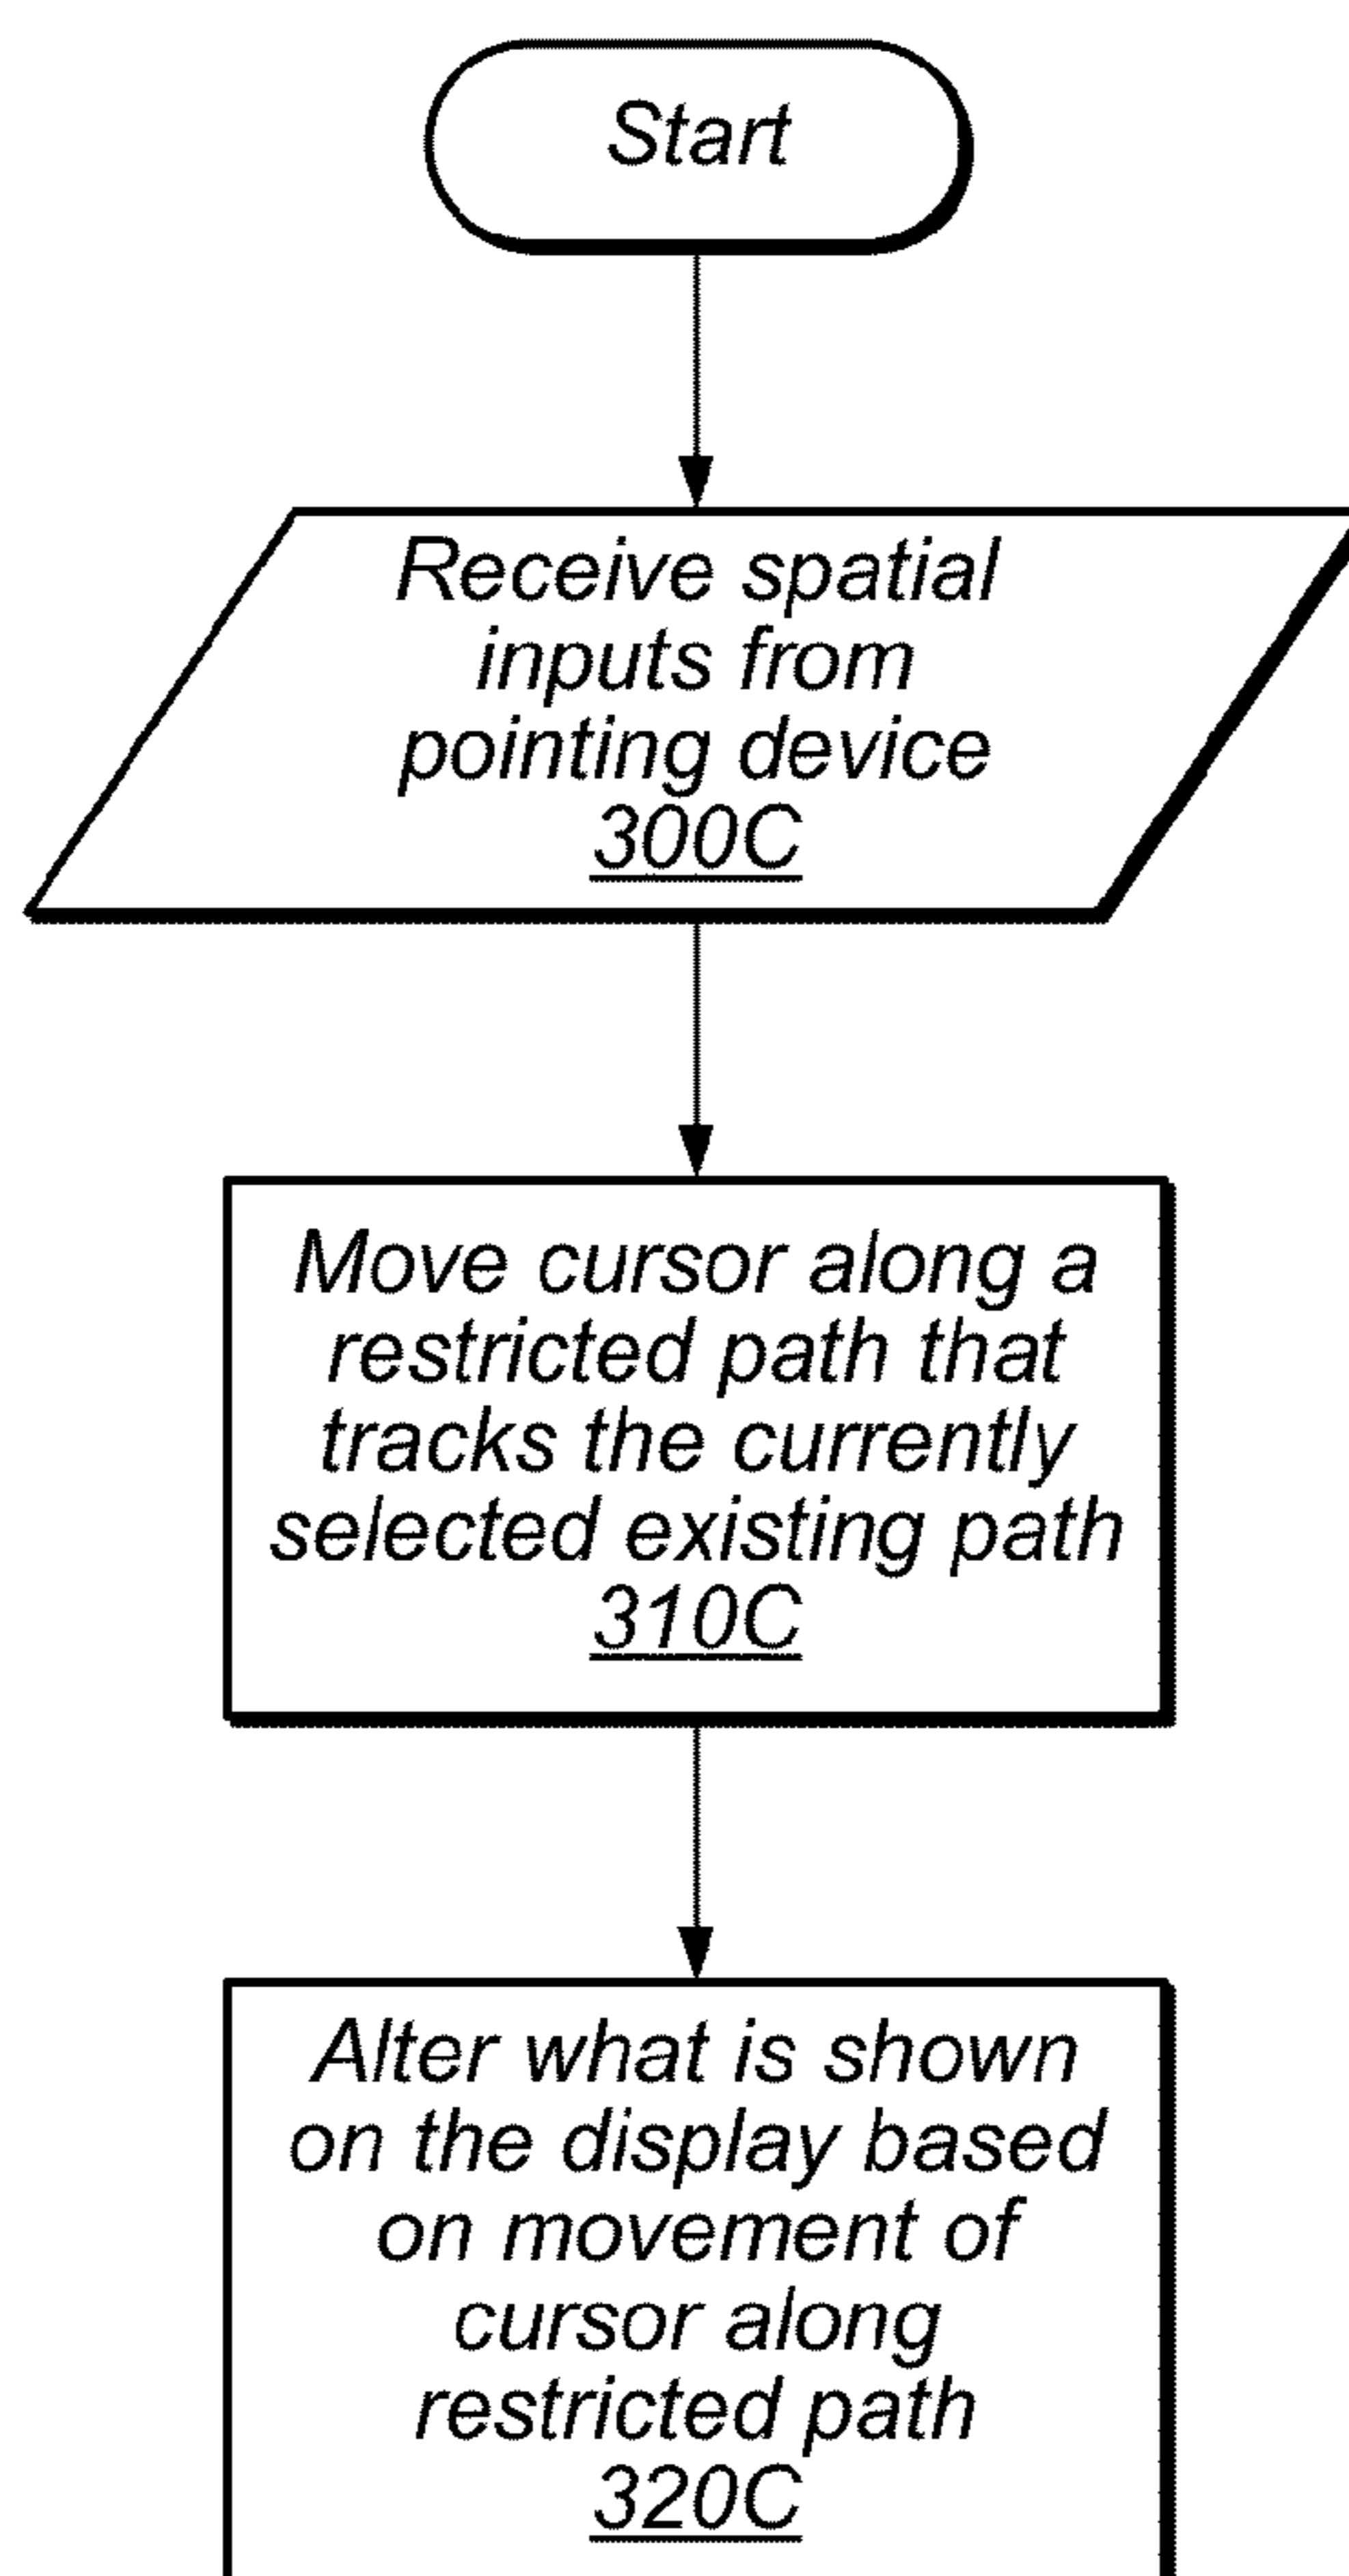 Start
Receive spatial
inputs from
pointing device
300C
Move cursor along a
restricted path that
tracks the currently
selected existing path
310C
Alter what is shown
on the display based
on movement of
cursor along
restricted path
320C